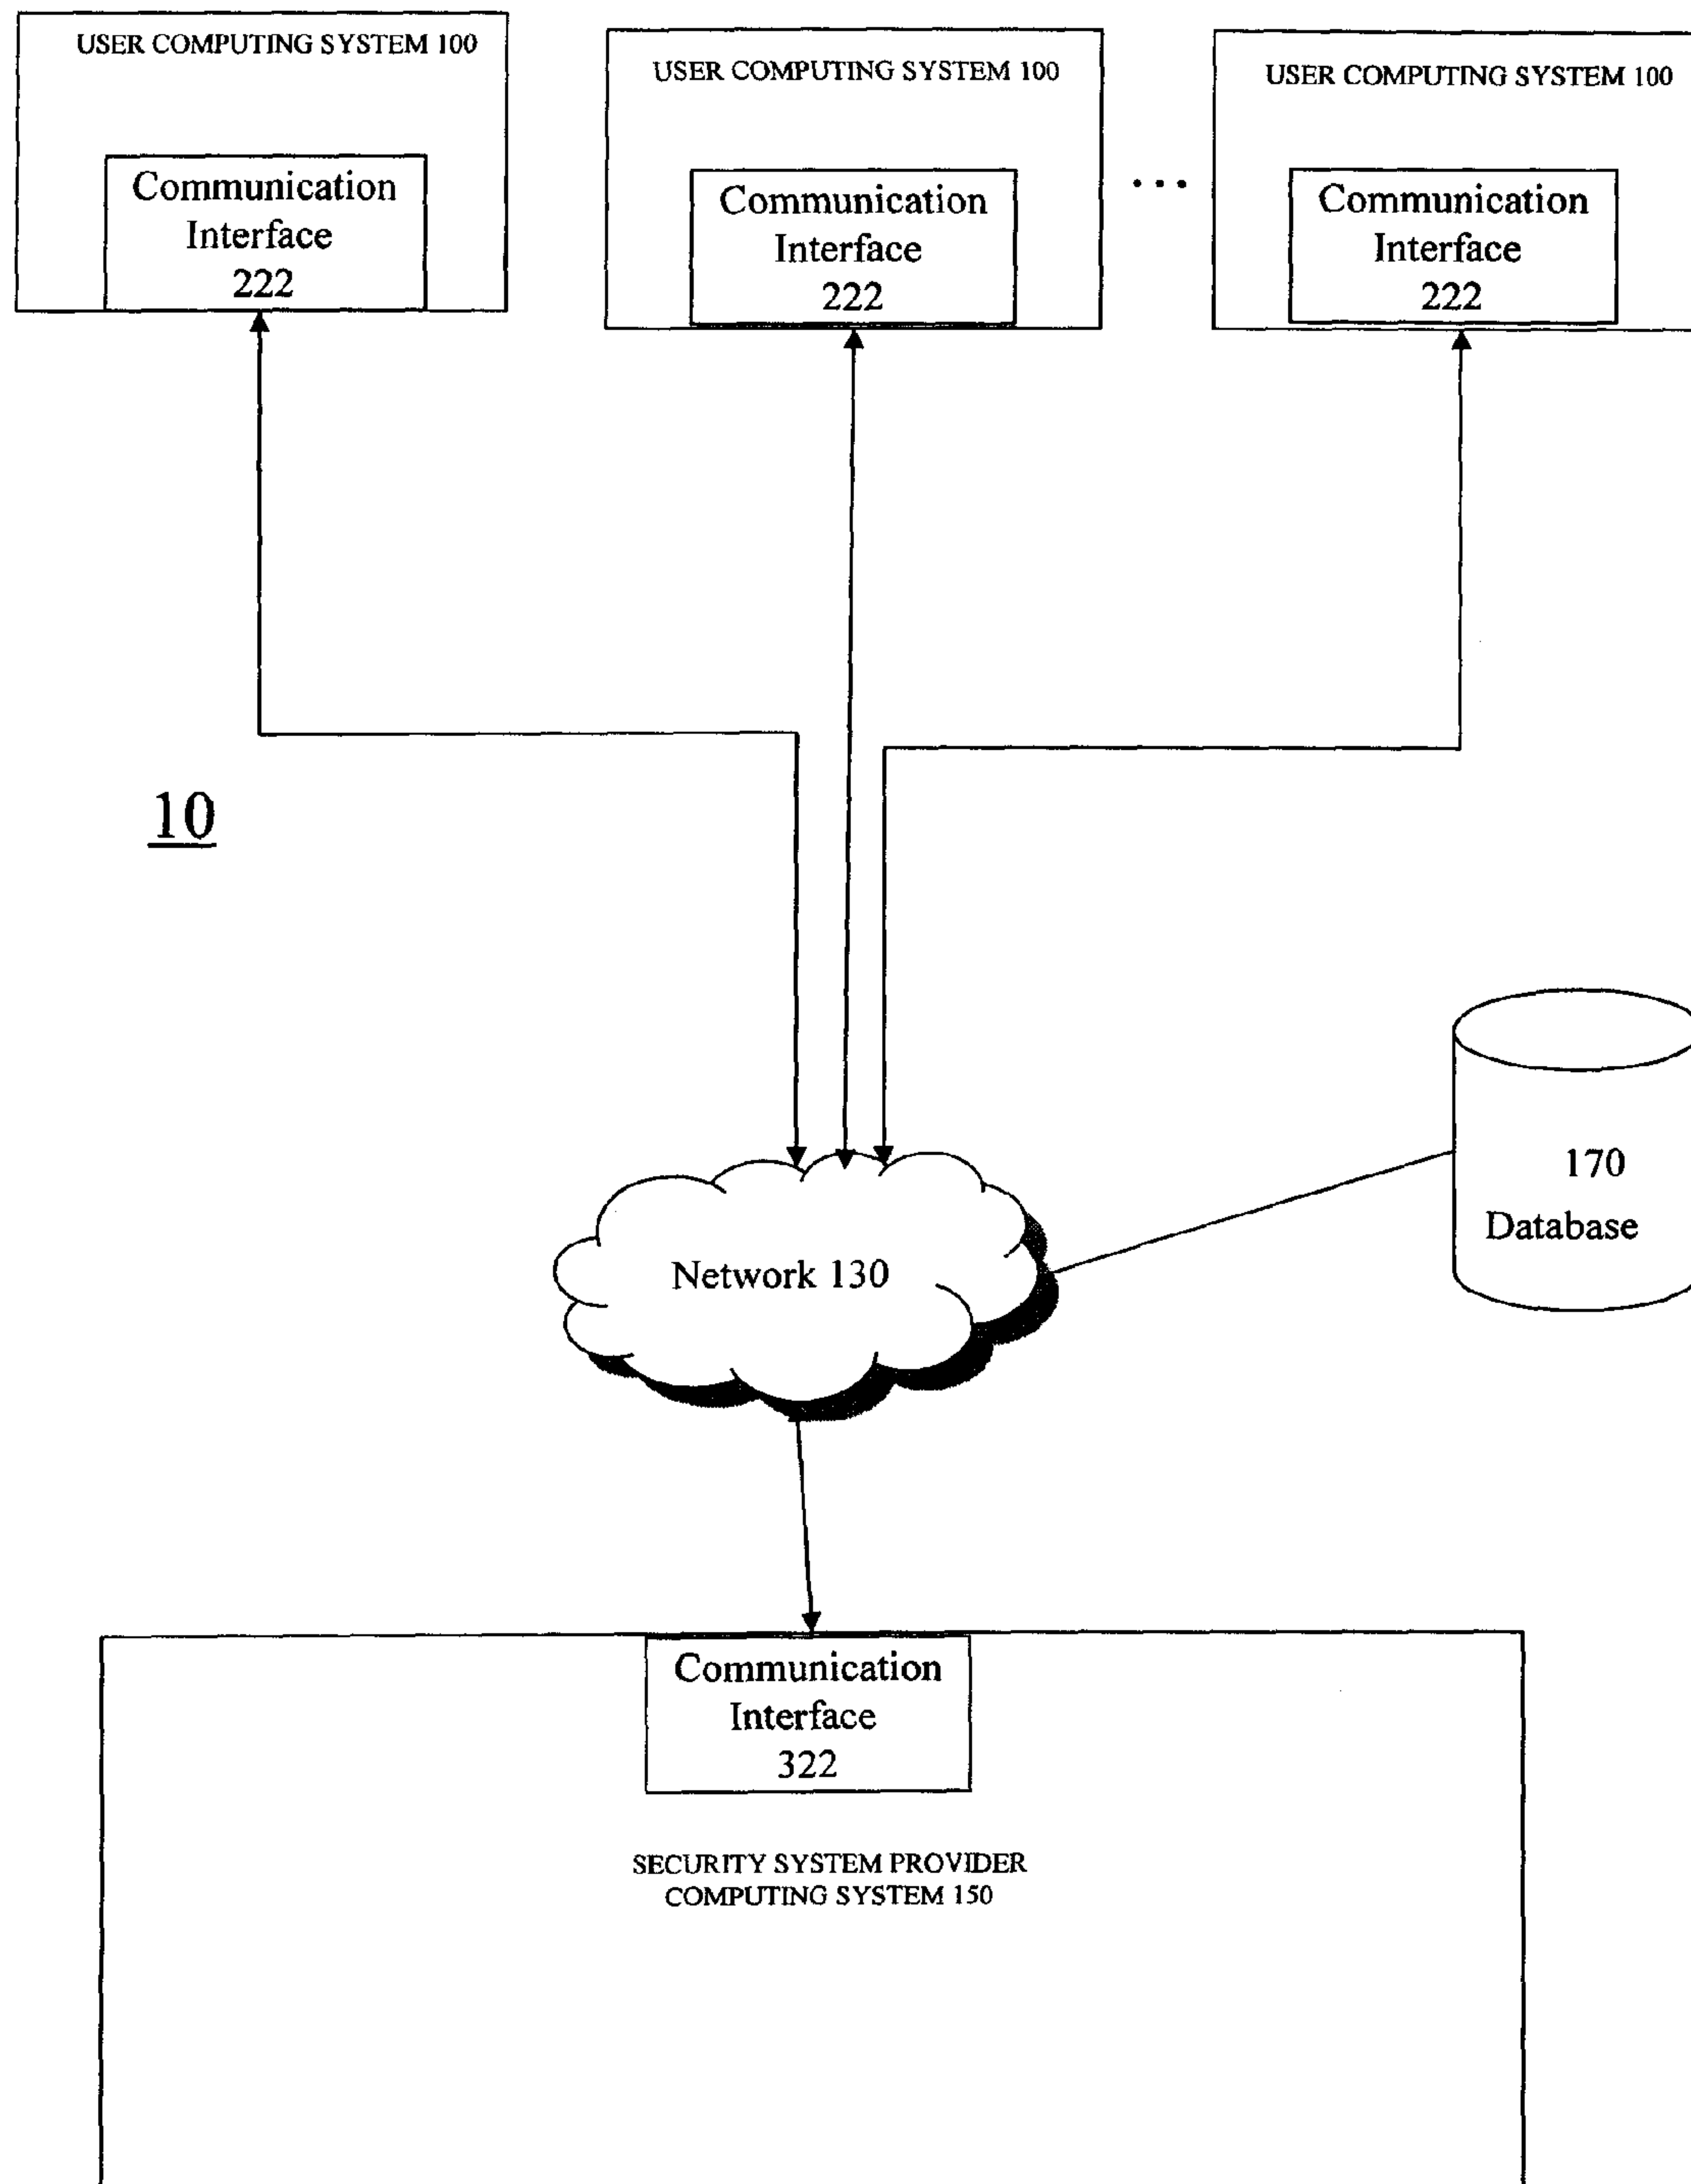 USER COMPUTING SYSTEM 100
Communication
Interface
222
USER COMPUTING SYSTEM 100
Communication
Interface
222
...
USER COMPUTING SYSTEM 100
Communication
Interface
222
10
170
Database
Network 130
Communication
Interface
322
SECURITY SYSTEM PROVIDER
COMPUTING SYSTEM 150